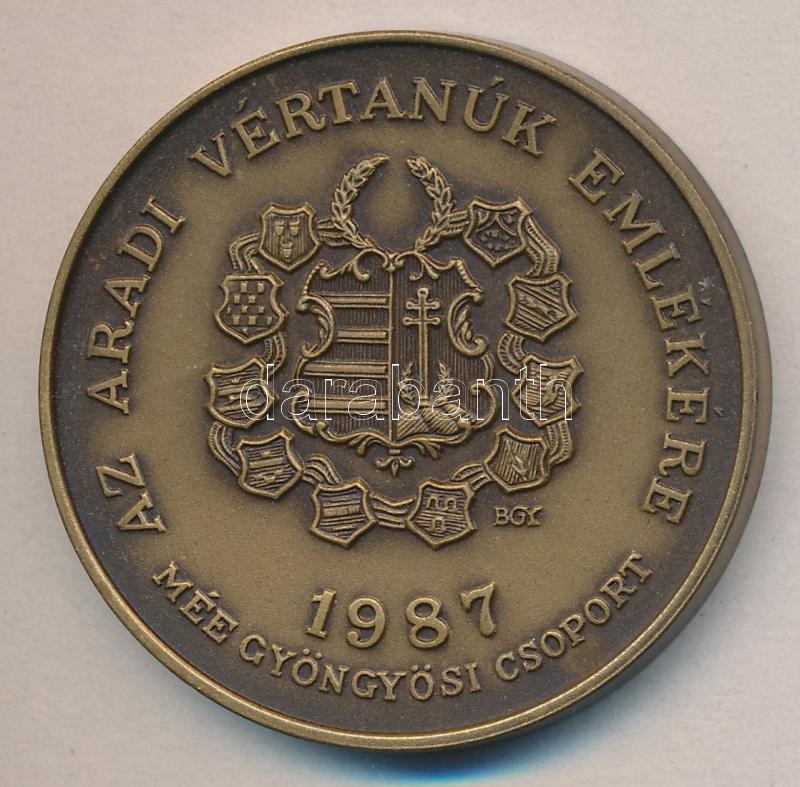 AZ ARADI VÉRTANÚK EMLÉKÉRE
darabanth
BGY
1987
MÉE GYÖNGYÖSI CSOPORT